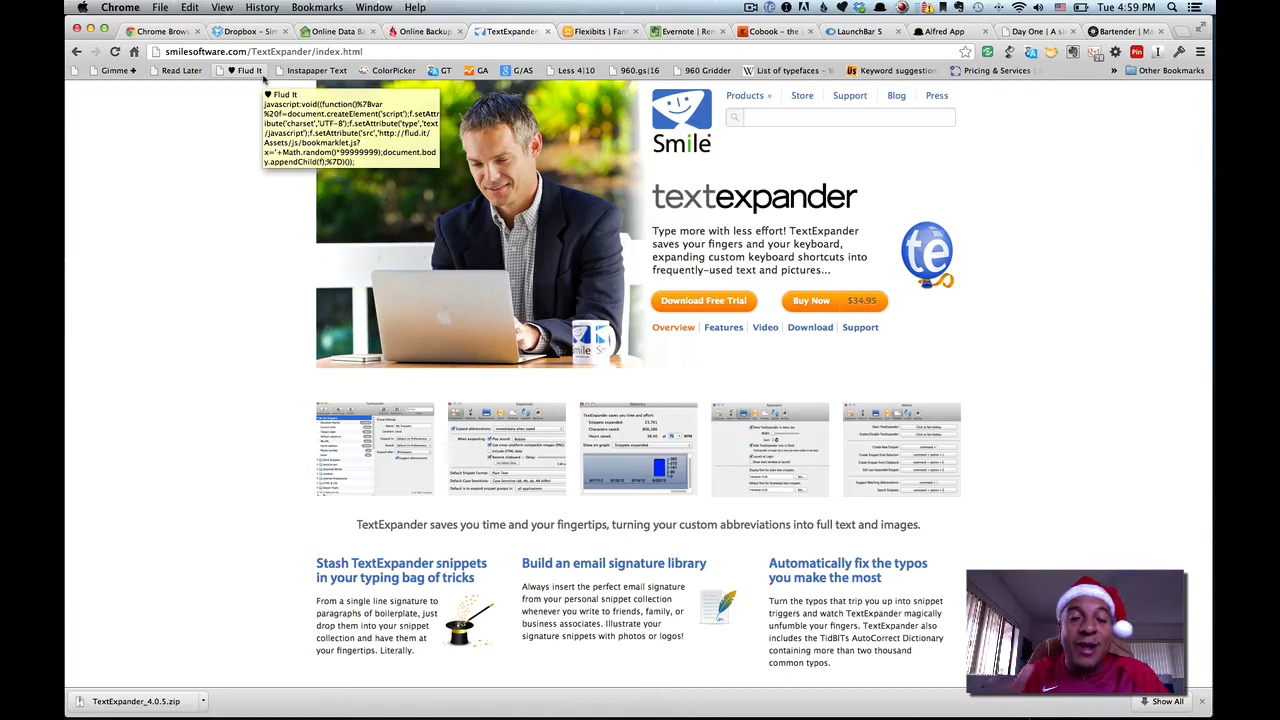 Chrome File Edit View History Bookmarks Window Help Tue 4:59 PM
Chrome Browser Dropbox - Sim Online Data Ba Online Backup TextExpander Flexibits | Fant Evernote | Rem Cobook - the LaunchBar 5 Alfred App Day One | A si Bartender | Ma
smilesoftware.com/TextExpander/index.html
Gimme + Read Later ♥ Flud It Instapaper Text ColorPicker GT GA G/AS Less 4|10 960.gs|16 960 Gridder List of typefaces Keyword suggestion Pricing & Services » Other Bookmarks
♥ Flud It
javascript:void((function()%7Bvar
%20f=document.createElement('script');f.setAttr
ibute('charset','UTF-8');f.setAttribute('type','text
/javascript');f.setAttribute('src','http://flud.it/
Assets/js/bookmarklet.js?
x='+Math.random()*99999999);document.bod
y.appendChild(f);%7D)());
Products Store Support Blog Press
Smile
textexpander
Type more with less effort! TextExpander
saves your fingers and your keyboard,
expanding custom keyboard shortcuts into
frequently-used text and pictures...
te
Download Free Trial Buy Now $34.95
Overview Features Video Download Support
TextExpander saves you time and your fingertips, turning your custom abbreviations into full text and images.
Stash TextExpander snippets
in your typing bag of tricks
From a single line signature to
paragraphs of boilerplate, just
drop them into your snippet
collection and have them at
your fingertips. Literally.
Build an email signature library
Always insert the perfect email signature
from your personal snippet collection
whenever you write to friends, family, or
business associates. Illustrate your
signature snippets with photos or logos!
Automatically fix the typos
you make the most
Turn the typos that trip you up into snippet
triggers and watch TextExpander magically
unfumble your fingers. TextExpander also
includes the TidBITS AutoCorrect Dictionary
containing more than two thousand
common typos.
TextExpander_4.0.5.zip Show All